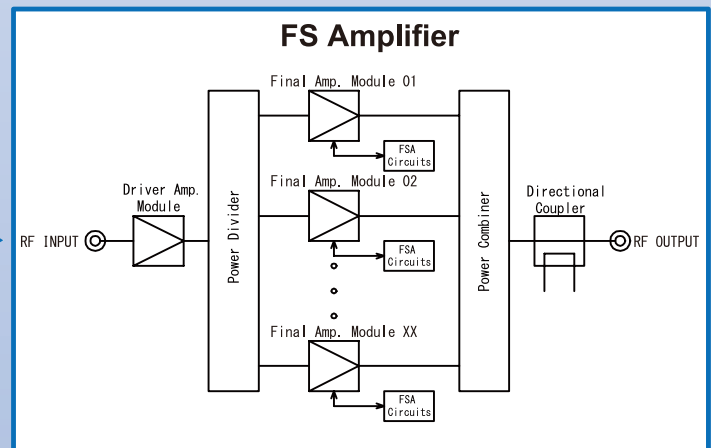 FS Amplifier
Final Amp. Module 01
FSA
Circuits
Driver Amp.
Module
Final Amp. Module 02
Directional
Coupler
RF INPUT
Power Divider
Power Combiner
RF OUTPUT
FSA
Circuits
Final Amp. Module XX
FSA
Circuits